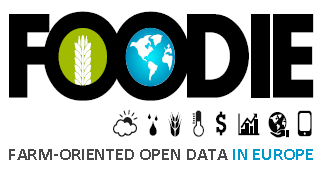 FOODIE
$
FARM-ORIENTED OPEN DATA IN EUROPE